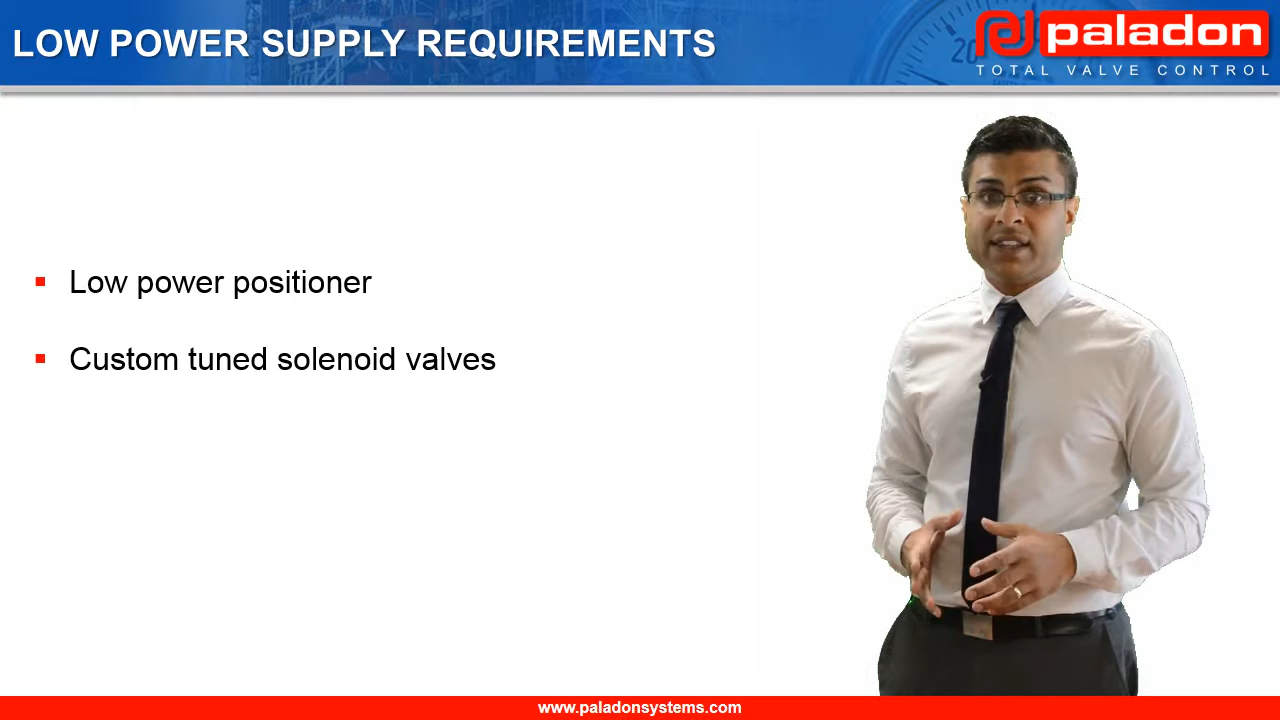 LOW POWER SUPPLY REQUIREMENTS
paladon
TOTAL VALVE CONTROL
Low power positioner
Custom tuned solenoid valves
www.paladonsystems.com